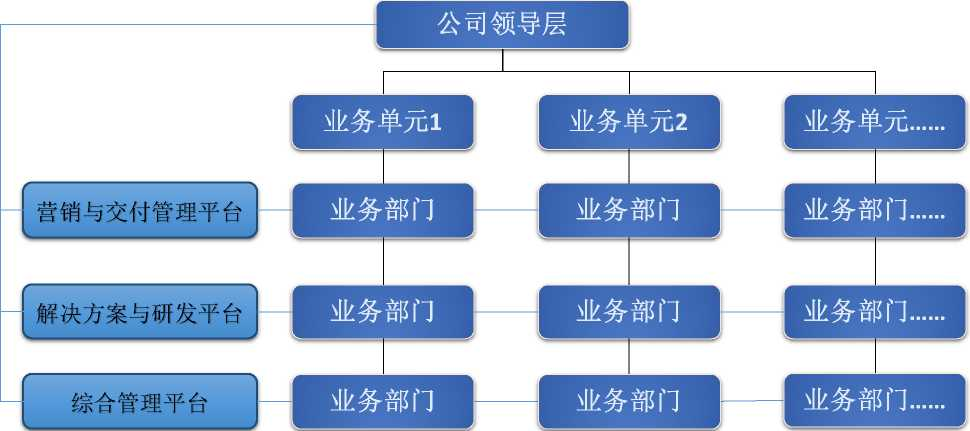 公司领导层
业务单元1
业务单元2
业务单元......
营销与交付管理平台
业务部门
业务部门
业务部门......
解决方案与研发平台
业务部门
业务部门
业务部门......
综合管理平台
业务部门
业务部门
业务部门......